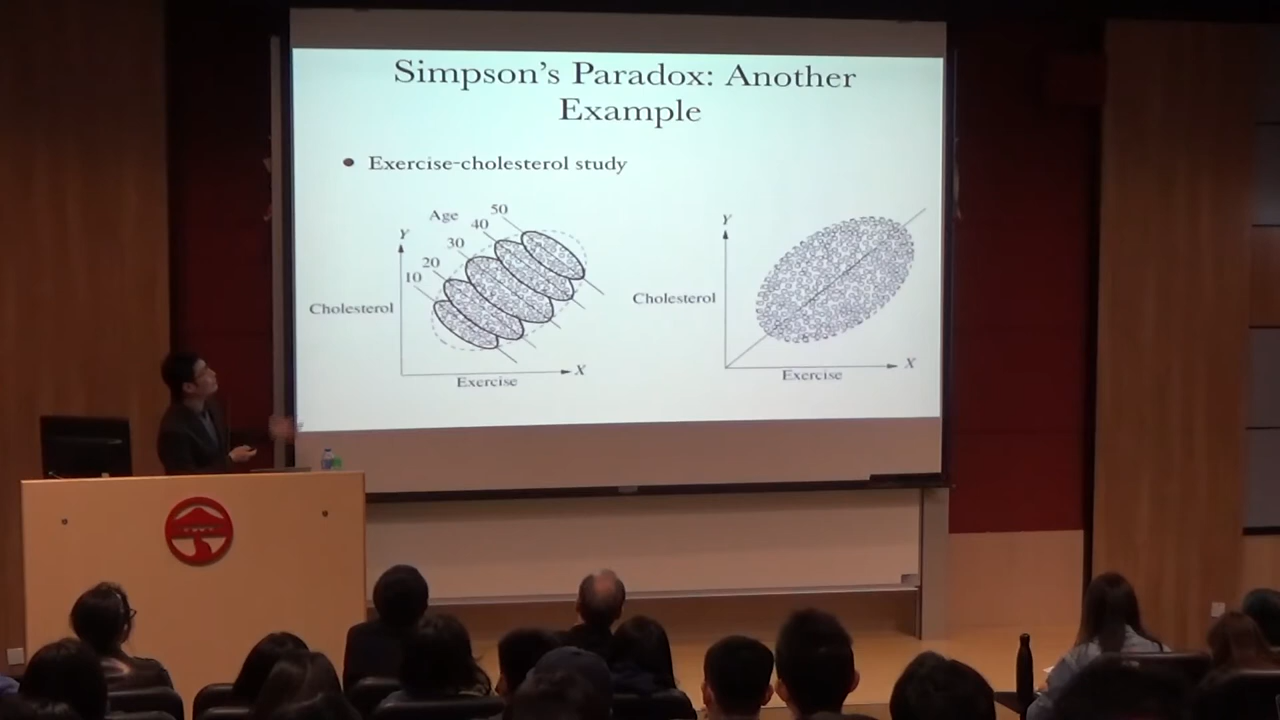 Simpson's Paradox: Another
Example
• Exercise-cholesterol study
Age
10
20
30
40
50
Y
Cholesterol
X
Exercise
Y
Cholesterol
X
Exercise